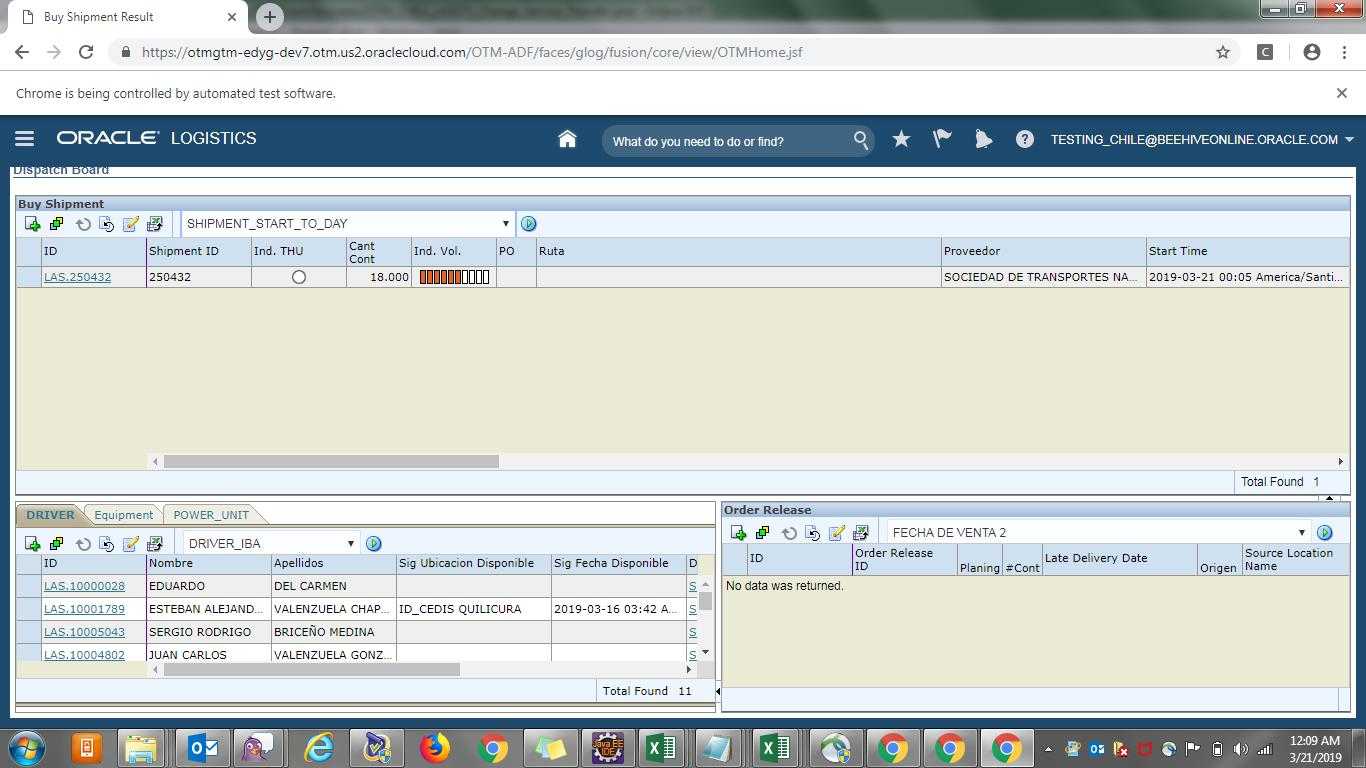 Buy Shipment Result
https://otmgtm-edyg-dev7.otm.us2.oraclecloud.com/OTM-ADF/faces/glog/fusion/core/view/OTMHome.jsf
C
Chrome is being controlled by automated test software.
ORACLE LOGISTICS What do you need to do or find? TESTING_CHILE@BEEHIVEONLINE.ORACLE.COM
Dispatch Board
Buy Shipment
SHIPMENT_START_TO_DAY
ID Shipment ID Ind. THU Cant Cont Ind. Vol. PO Ruta Proveedor Start Time
LAS.250432 250432 18.000 SOCIEDAD DE TRANSPORTES NA... 2019-03-21 00:05 America/Santi...
Total Found 1
DRIVER Equipment POWER_UNIT
DRIVER_IBA
ID Nombre Apellidos Sig Ubicacion Disponible Sig Fecha Disponible D
LAS.10000028 EDUARDO DEL CARMEN S
LAS.10001789 ESTEBAN ALEJAND... VALENZUELA CHAP... ID_CEDIS QUILICURA 2019-03-16 03:42 A... S
LAS.10005043 SERGIO RODRIGO BRICEÑO MEDINA S
LAS.10004802 JUAN CARLOS VALENZUELA GONZ... S
Total Found 11
Order Release
FECHA DE VENTA 2
ID Order Release ID Planing #Cont Late Delivery Date Origen Source Location Name
No data was returned.
Java EE IDE
12:09 AM
3/21/2019